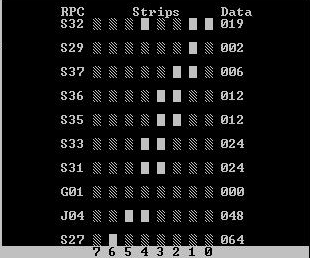 RPC Strips Data
S32 019
S29 002
S37 006
S36 012
S35 012
S33 024
S31 024
G01 000
J04 048
S27 064
7 6 5 4 3 2 1 0